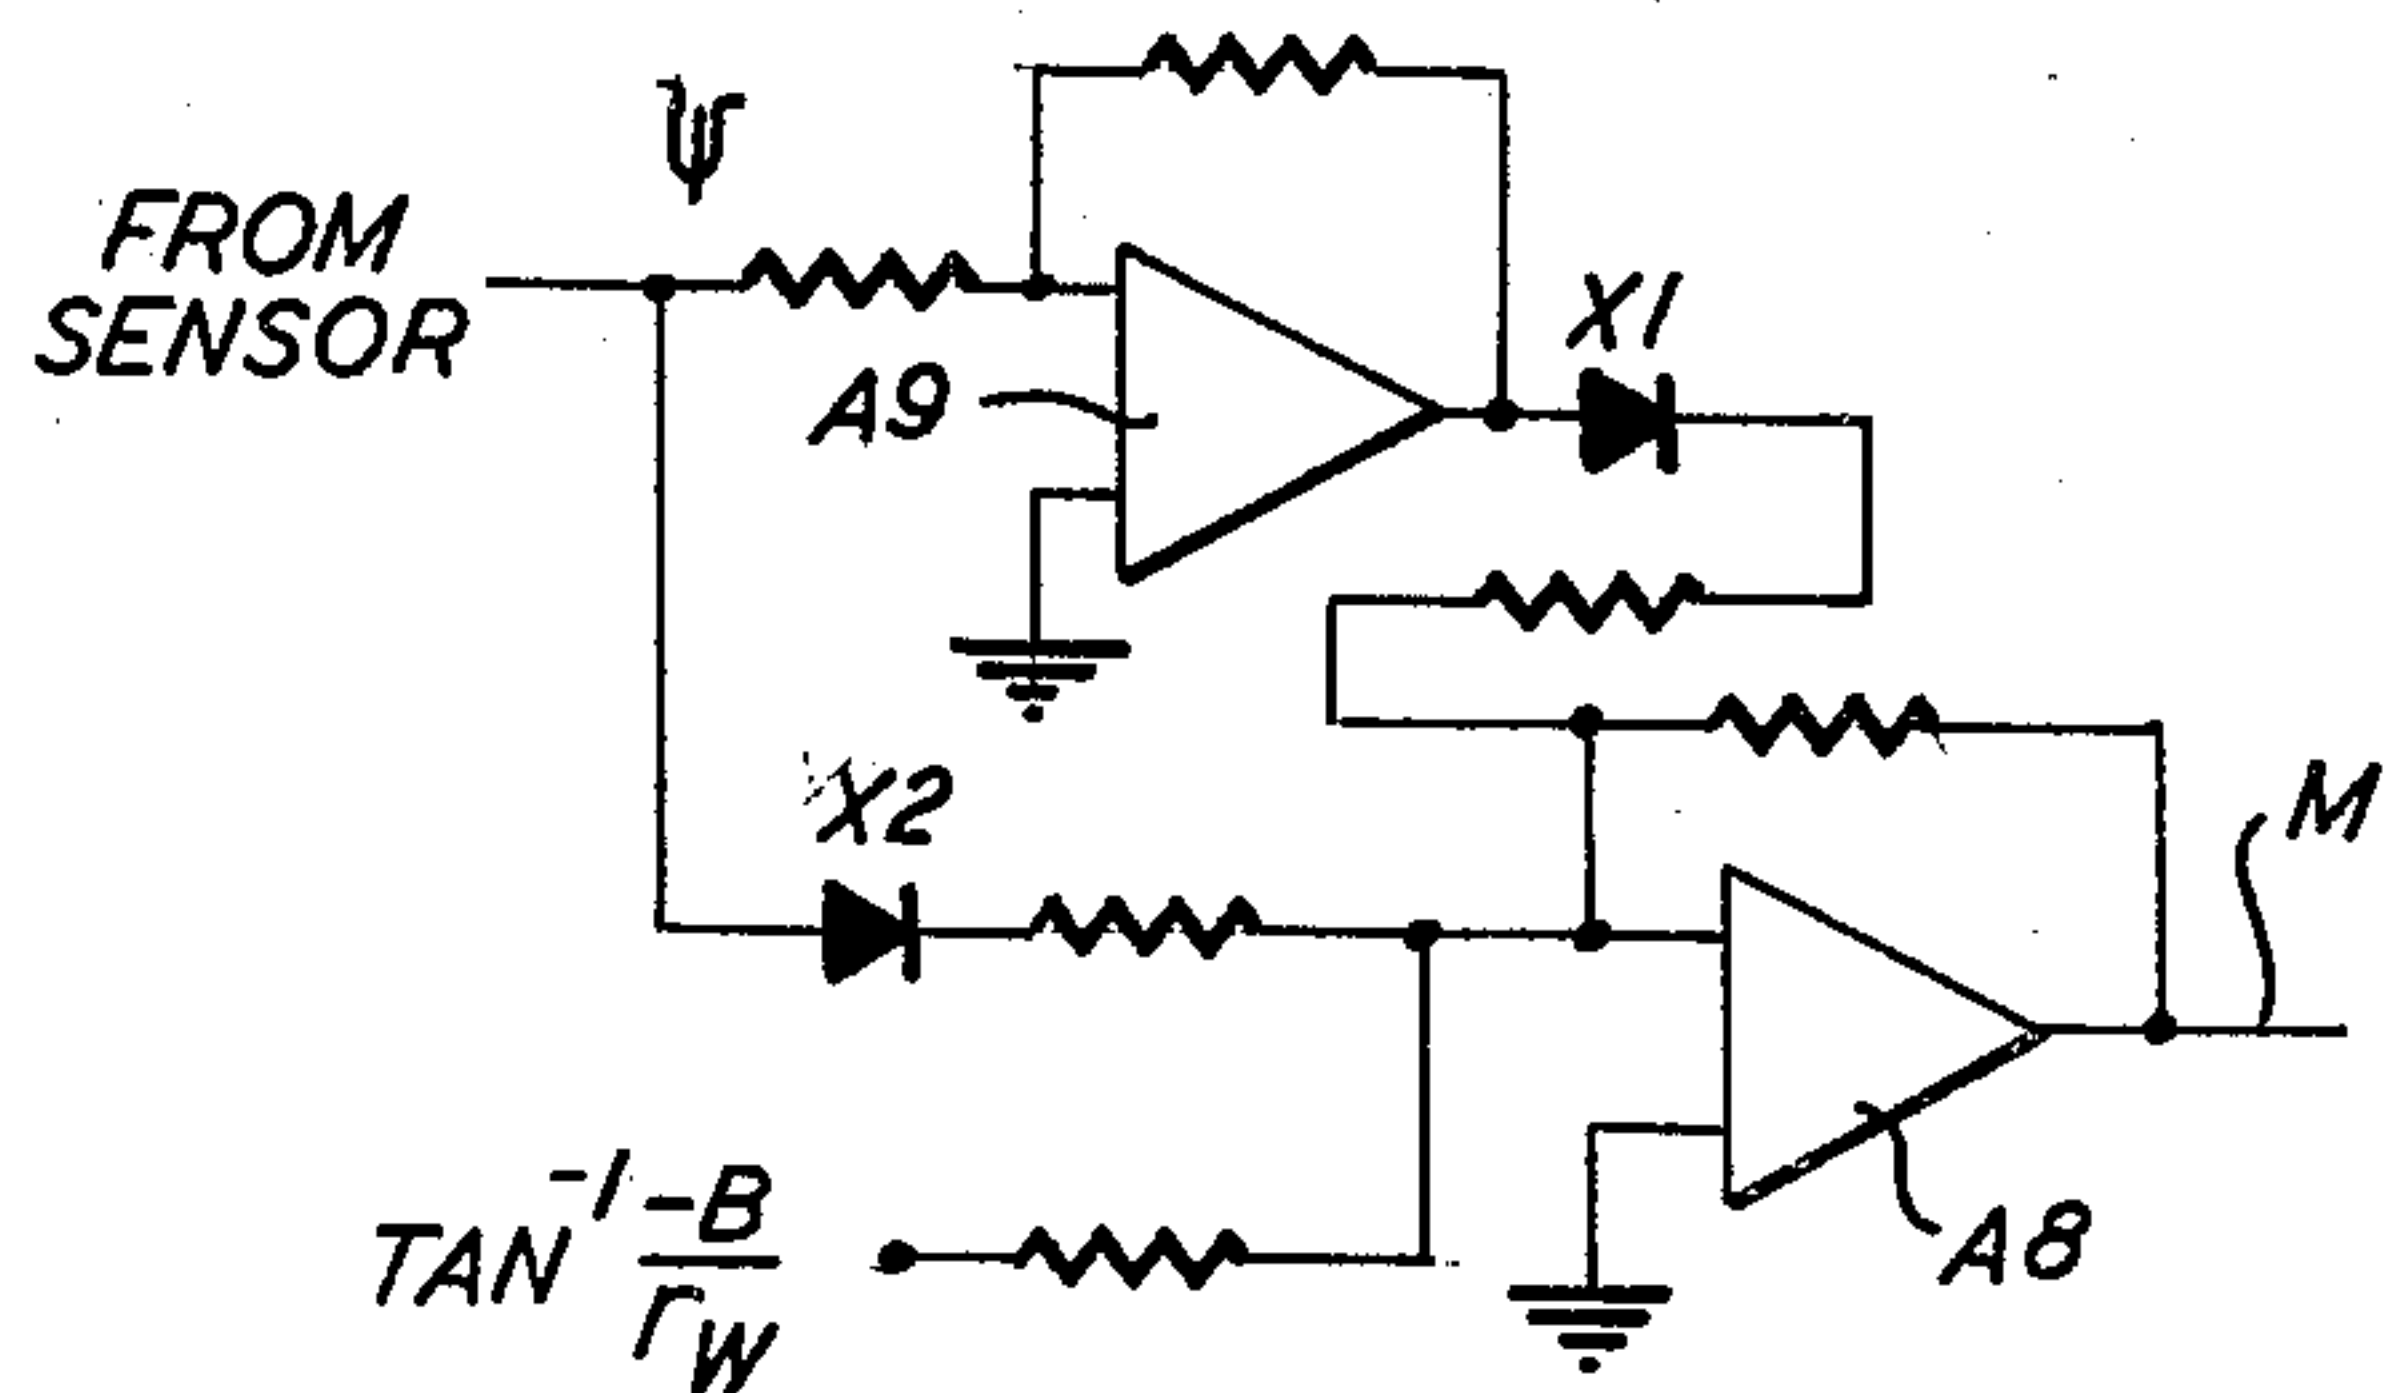 Ψ
FROM
SENSOR
X1
A9
X2
M
TAN⁻¹ -B
r_W
A8